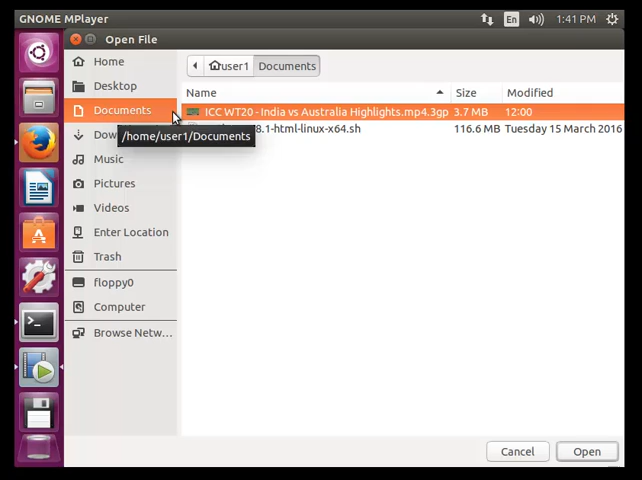 GNOME MPlayer En 1:41 PM
Open File
Home
Desktop
Documents
Music
Pictures
Videos
Enter Location
Trash
floppy0
Computer
Browse Netw...
user1 Documents
Name Size Modified
ICC WT20 - India vs Australia Highlights.mp4.3gp 3.7 MB 12:00
8.1-html-linux-x64.sh 116.6 MB Tuesday 15 March 2016
/home/user1/Documents
Cancel Open